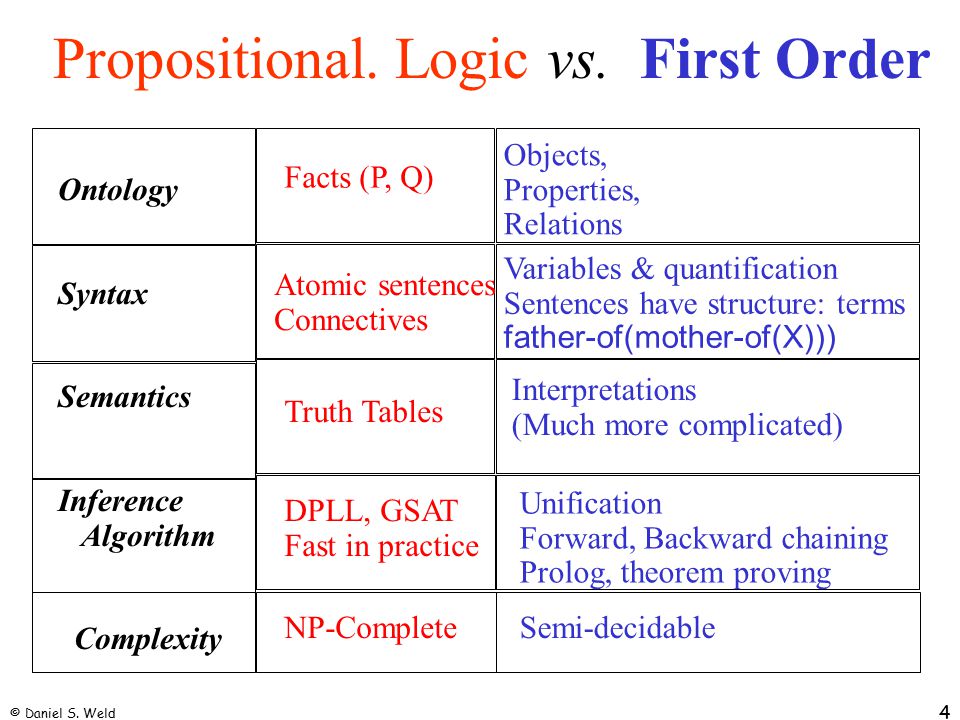 Propositional. Logic vs. First Order
Ontology
Facts (P, Q)
Objects,
Properties,
Relations
Syntax
Atomic sentences
Connectives
Variables & quantification
Sentences have structure: terms
father-of(mother-of(X)))
Semantics
Truth Tables
Interpretations
(Much more complicated)
Inference
Algorithm
DPLL, GSAT
Fast in practice
Unification
Forward, Backward chaining
Prolog, theorem proving
Complexity
NP-Complete
Semi-decidable
© Daniel S. Weld
4